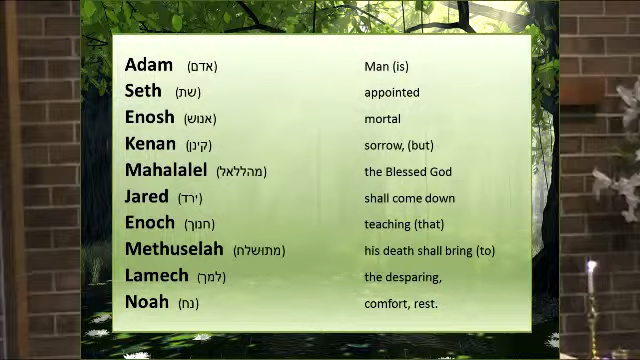 Adam (אדם) Man (is)
Seth (שת) appointed
Enosh (אנוש) mortal
Kenan (קינן) sorrow, (but)
Mahalalel (מהללאל) the Blessed God
Jared (ירד) shall come down
Enoch (חנוך) teaching (that)
Methuselah (מתושלח) his death shall bring (to)
Lamech (למך) the desparing,
Noah (נח) comfort, rest.